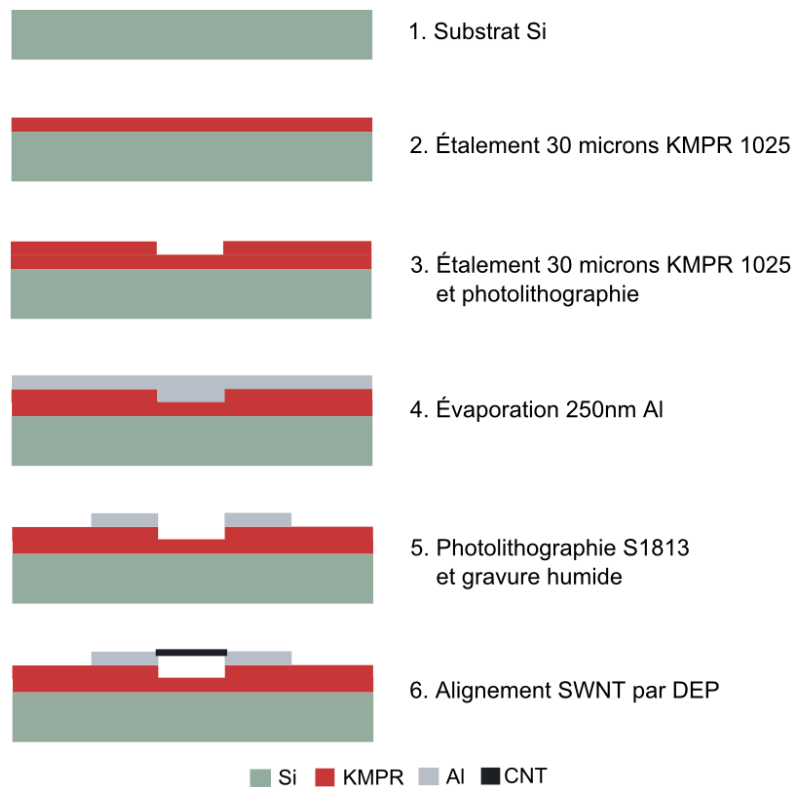 1. Substrat Si
2. Étalement 30 microns KMPR 1025
3. Étalement 30 microns KMPR 1025
et photolithographie
4. Évaporation 250nm Al
5. Photolithographie S1813
et gravure humide
6. Alignement SWNT par DEP
Si KMPR Al CNT